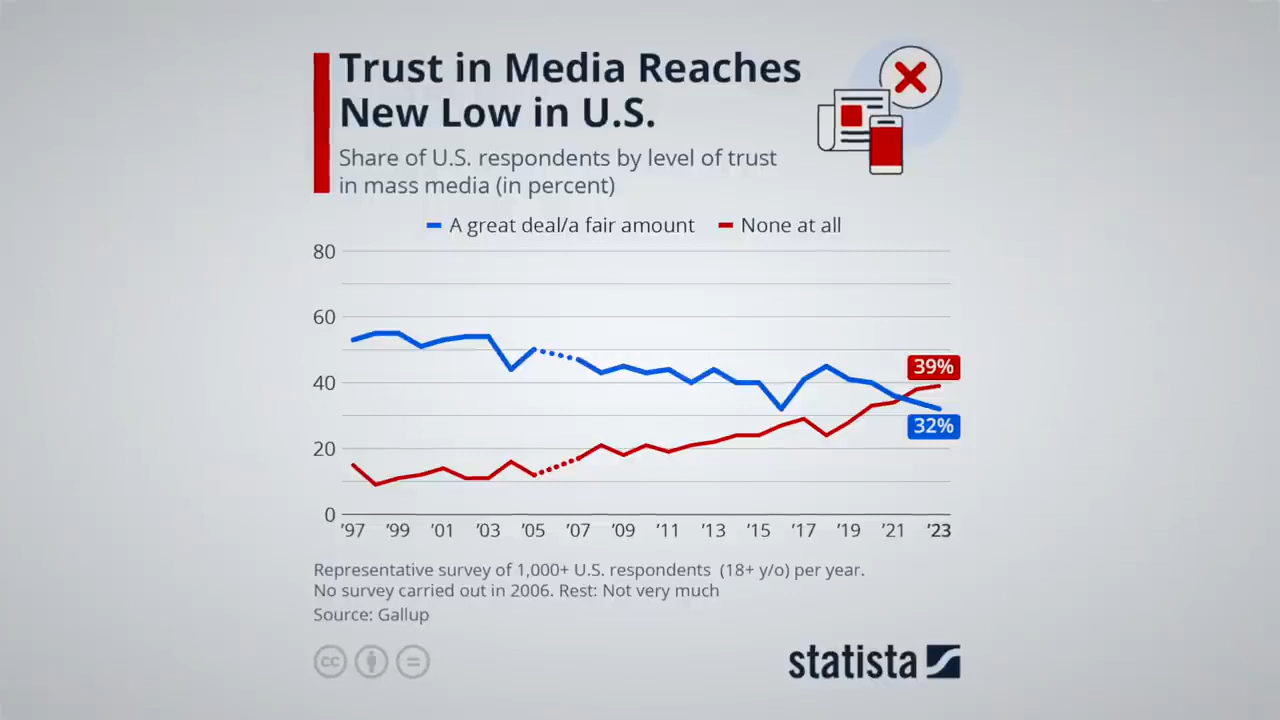 Trust in Media Reaches
New Low in U.S.
Share of U.S. respondents by level of trust
in mass media (in percent)
A great deal/a fair amount None at all
80
60
39%
40
32%
20
0
’97 ’99 ’01 ’03 ’05 ’07 ’09 ’11 ’13 ’15 ’17 ’19 ’21 ’23
Representative survey of 1,000+ U.S. respondents (18+ y/o) per year.
No survey carried out in 2006. Rest: Not very much
Source: Gallup
cc
statista